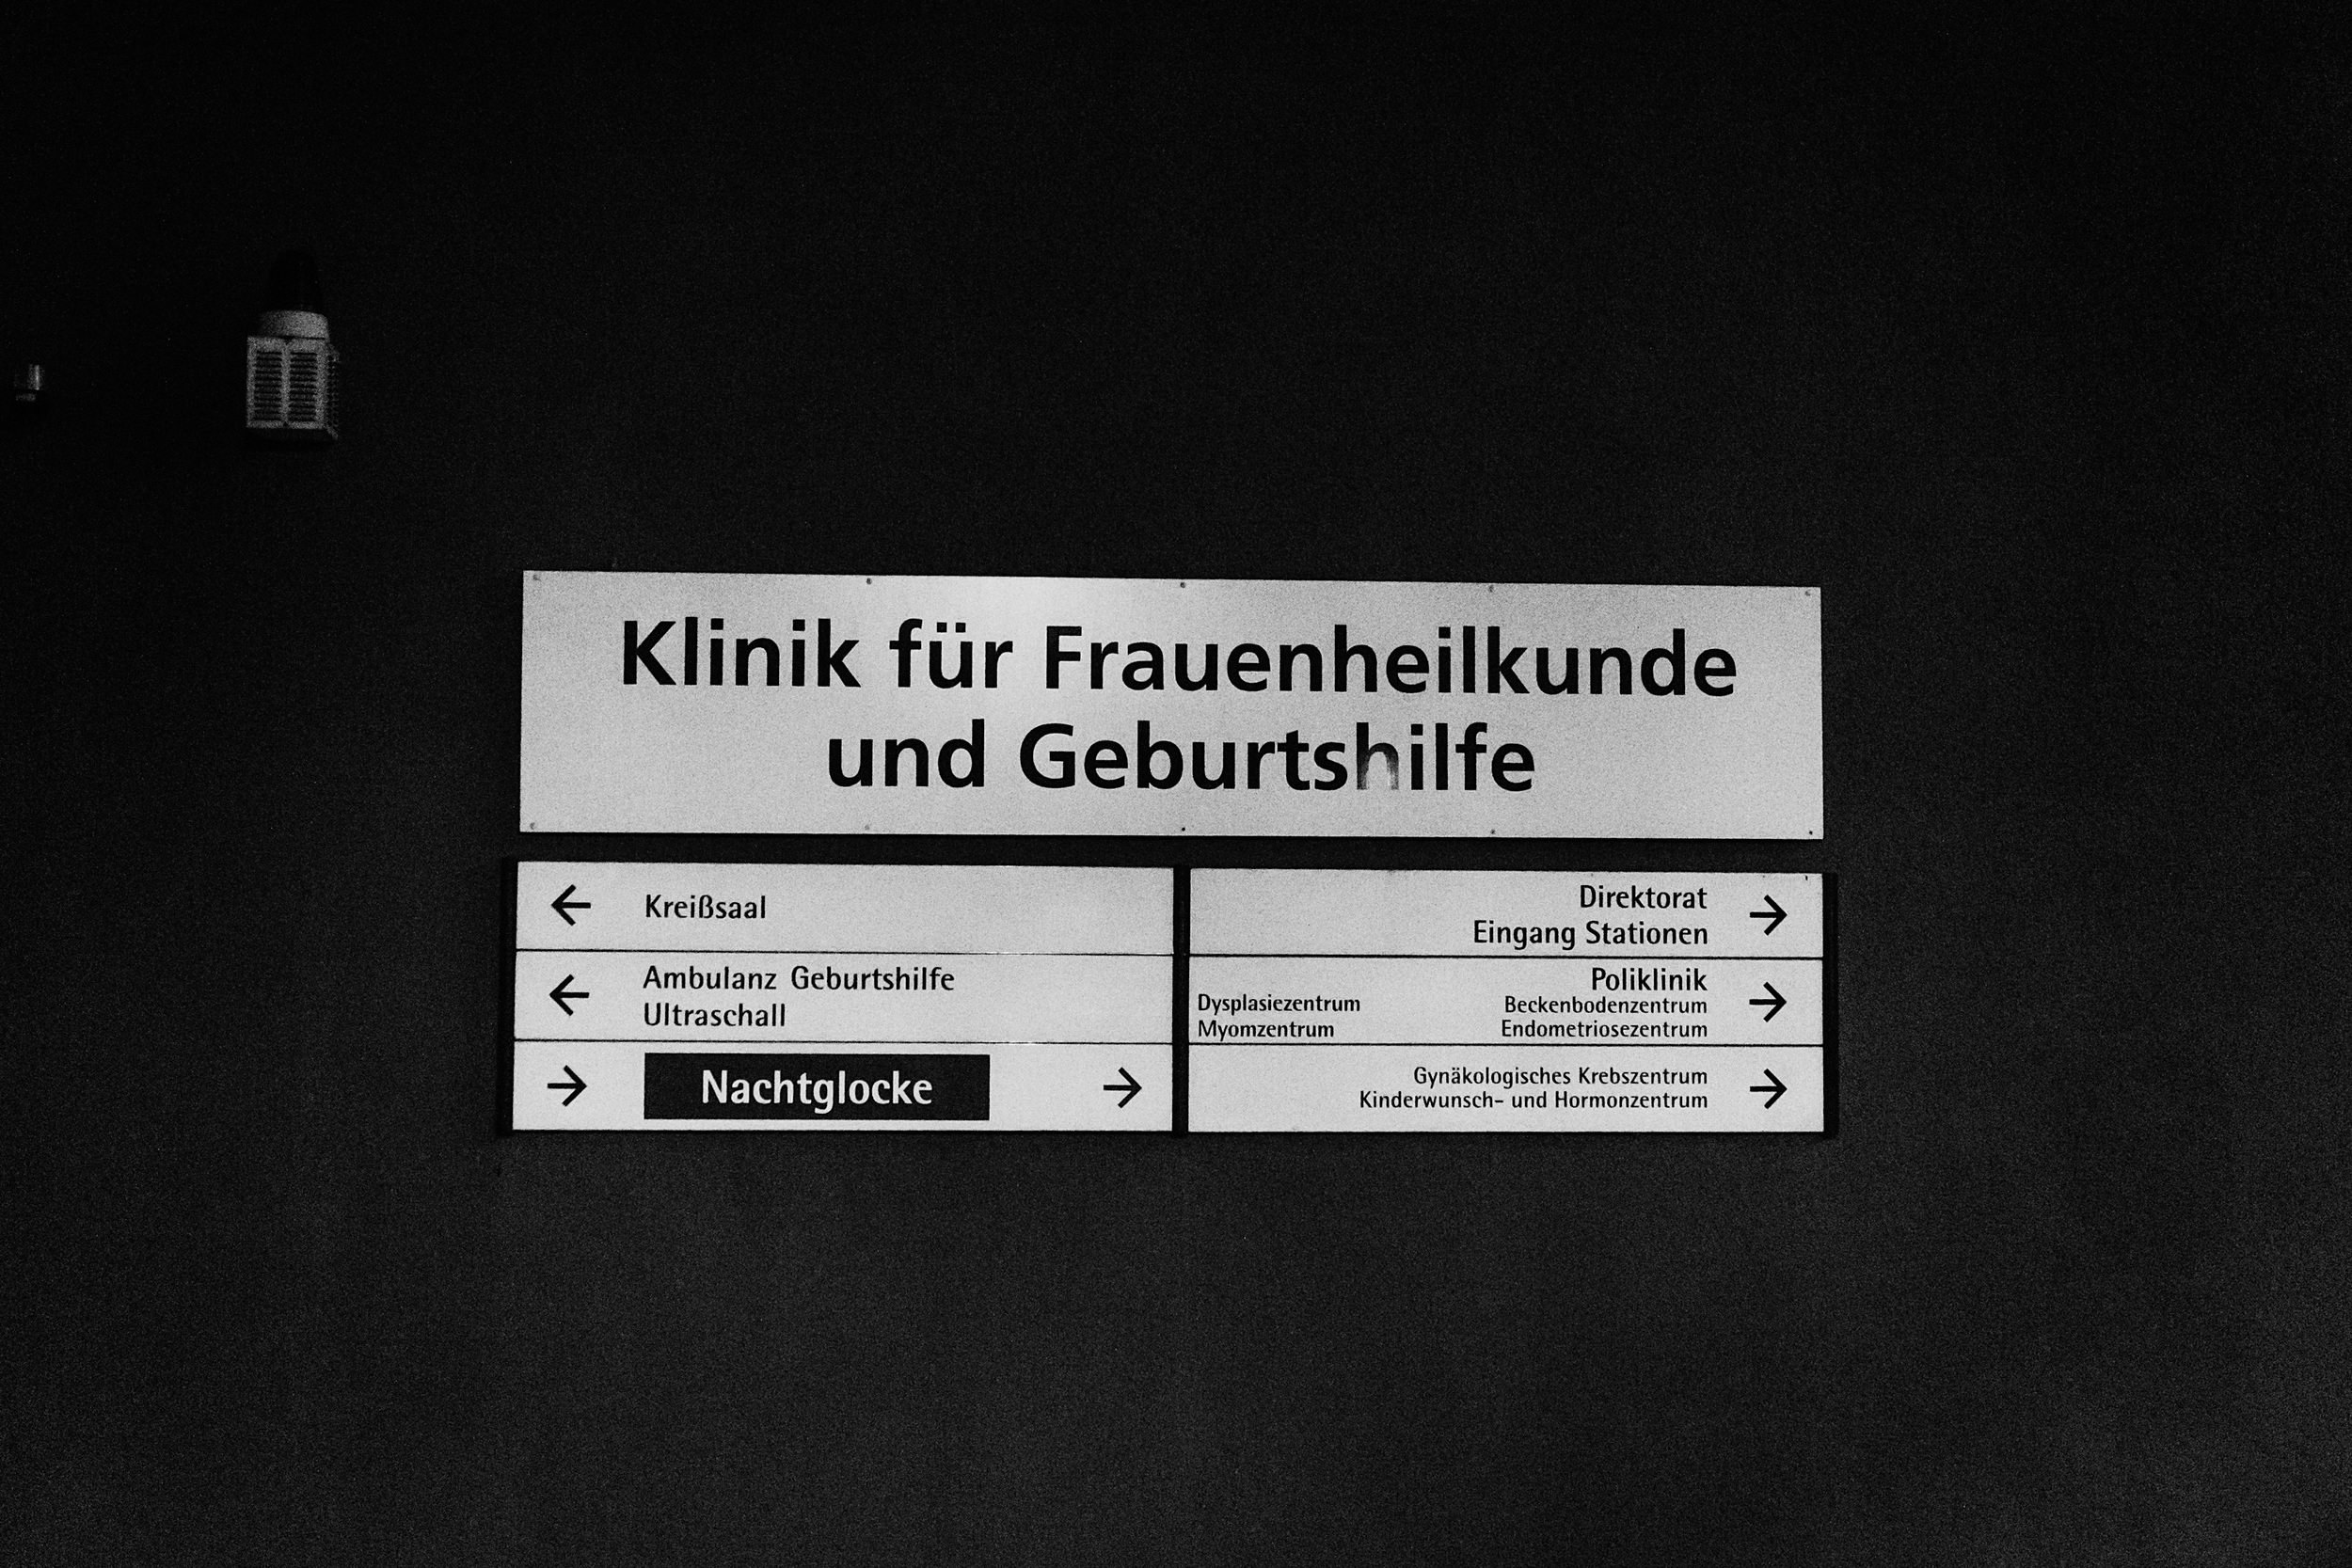 Klinik für Frauenheilkunde
und Geburtshilfe
← Kreißsaal
← Ambulanz Geburtshilfe
Ultraschall
→ Nachtglocke →
Direktorat →
Eingang Stationen
Poliklinik →
Dysplasiezentrum Beckenbodenzentrum
Myomzentrum Endometriosezentrum
Gynäkologisches Krebszentrum →
Kinderwunsch- und Hormonzentrum